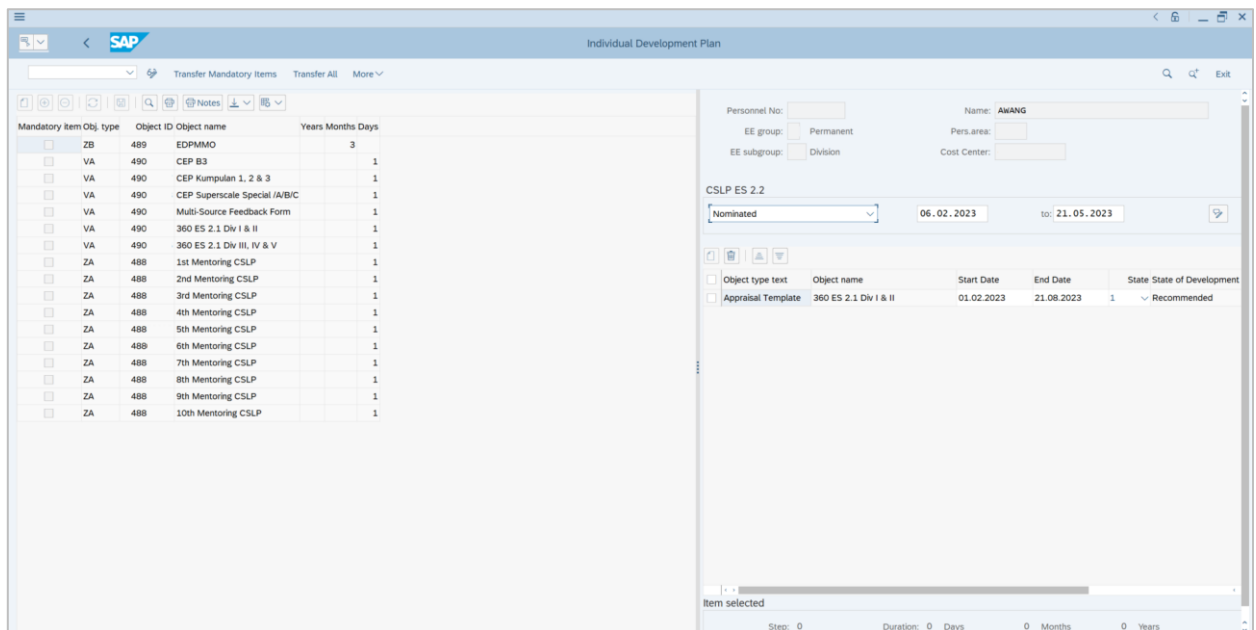 SAP Individual Development Plan
Transfer Mandatory Items Transfer All More Exit
Notes
Mandatory item Obj. type Object ID Object name Years Months Days
ZB 489 EDPMMO 3
VA 490 CEP B3 1
VA 490 CEP Kumpulan 1, 2 & 3 1
VA 490 CEP Superscale Special /A/B/C 1
VA 490 Multi-Source Feedback Form 1
VA 490 360 ES 2.1 Div I & II 1
VA 490 360 ES 2.1 Div III, IV & V 1
ZA 488 1st Mentoring CSLP 1
ZA 488 2nd Mentoring CSLP 1
ZA 488 3rd Mentoring CSLP 1
ZA 488 4th Mentoring CSLP 1
ZA 488 5th Mentoring CSLP 1
ZA 488 6th Mentoring CSLP 1
ZA 488 7th Mentoring CSLP 1
ZA 488 8th Mentoring CSLP 1
ZA 488 9th Mentoring CSLP 1
ZA 488 10th Mentoring CSLP 1
Personnel No: Name: AWANG
EE group: Permanent Pers.area:
EE subgroup: Division Cost Center:
CSLP ES 2.2
Nominated 06.02.2023 to: 21.05.2023
Object type text Object name Start Date End Date State State of Development
Appraisal Template 360 ES 2.1 Div I & II 01.02.2023 21.08.2023 1 Recommended
Item selected
Step: 0 Duration: 0 Days 0 Months 0 Years